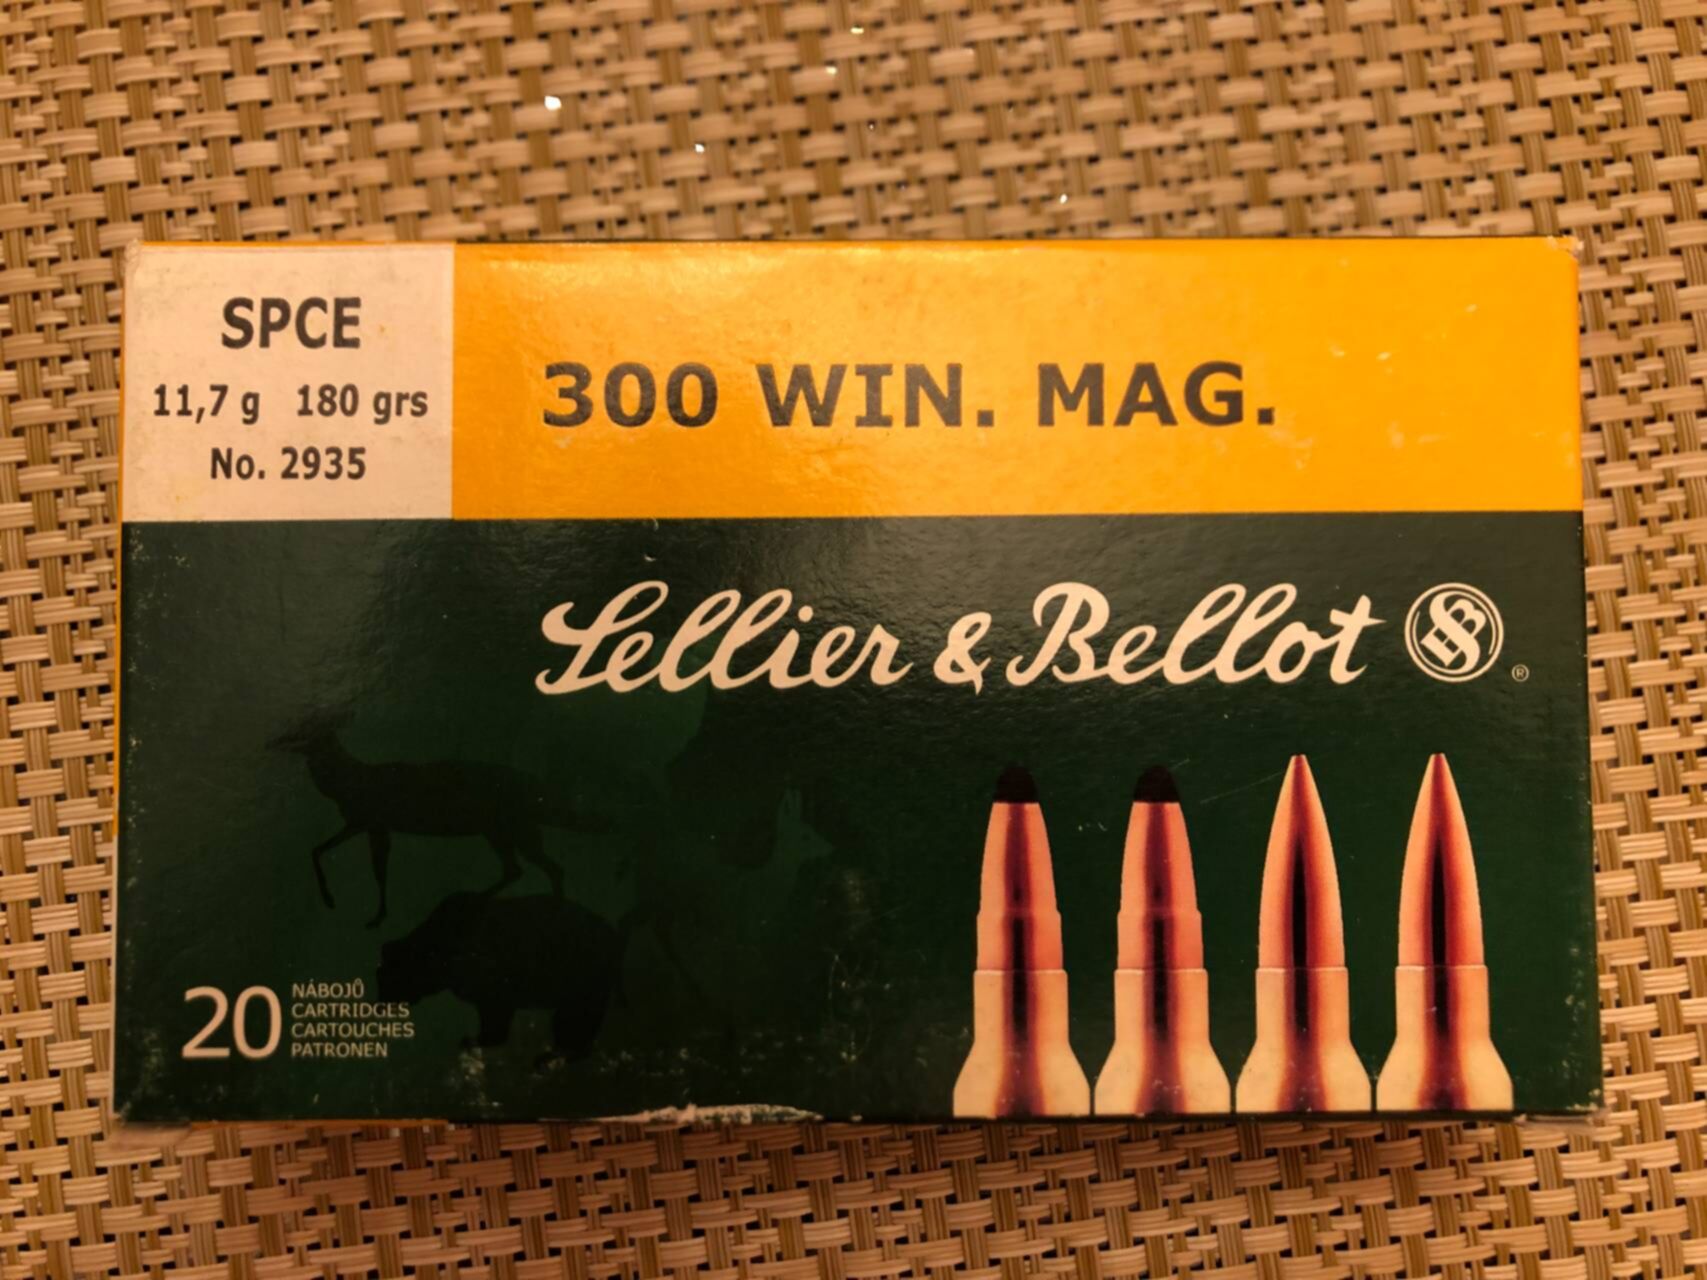 SPCE
11,7 g 180 grs
No. 2935
300 WIN. MAG.
Sellier & Bellot
®
20
NÁBOJŮ
CARTRIDGES
CARTOUCHES
PATRONEN